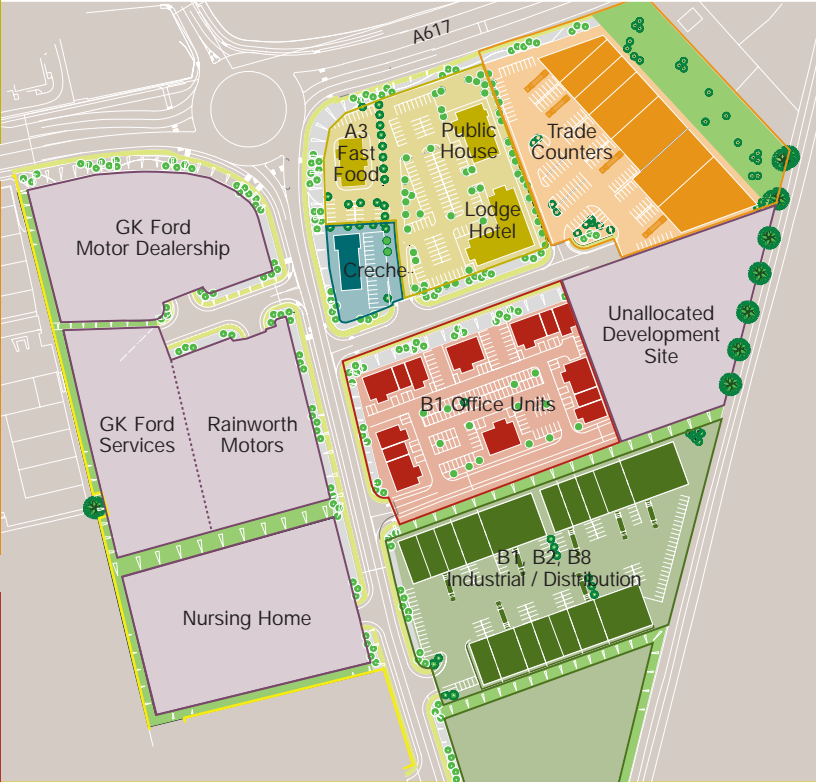 A617
A3
Fast
Food
Public
House
Trade
Counters
Lodge
Hotel
GK Ford
Motor Dealership
Creche
Unallocated
Development
Site
GK Ford
Services
Rainworth
Motors
B1 Office Units
B1, B2, B8
Industrial / Distribution
Nursing Home